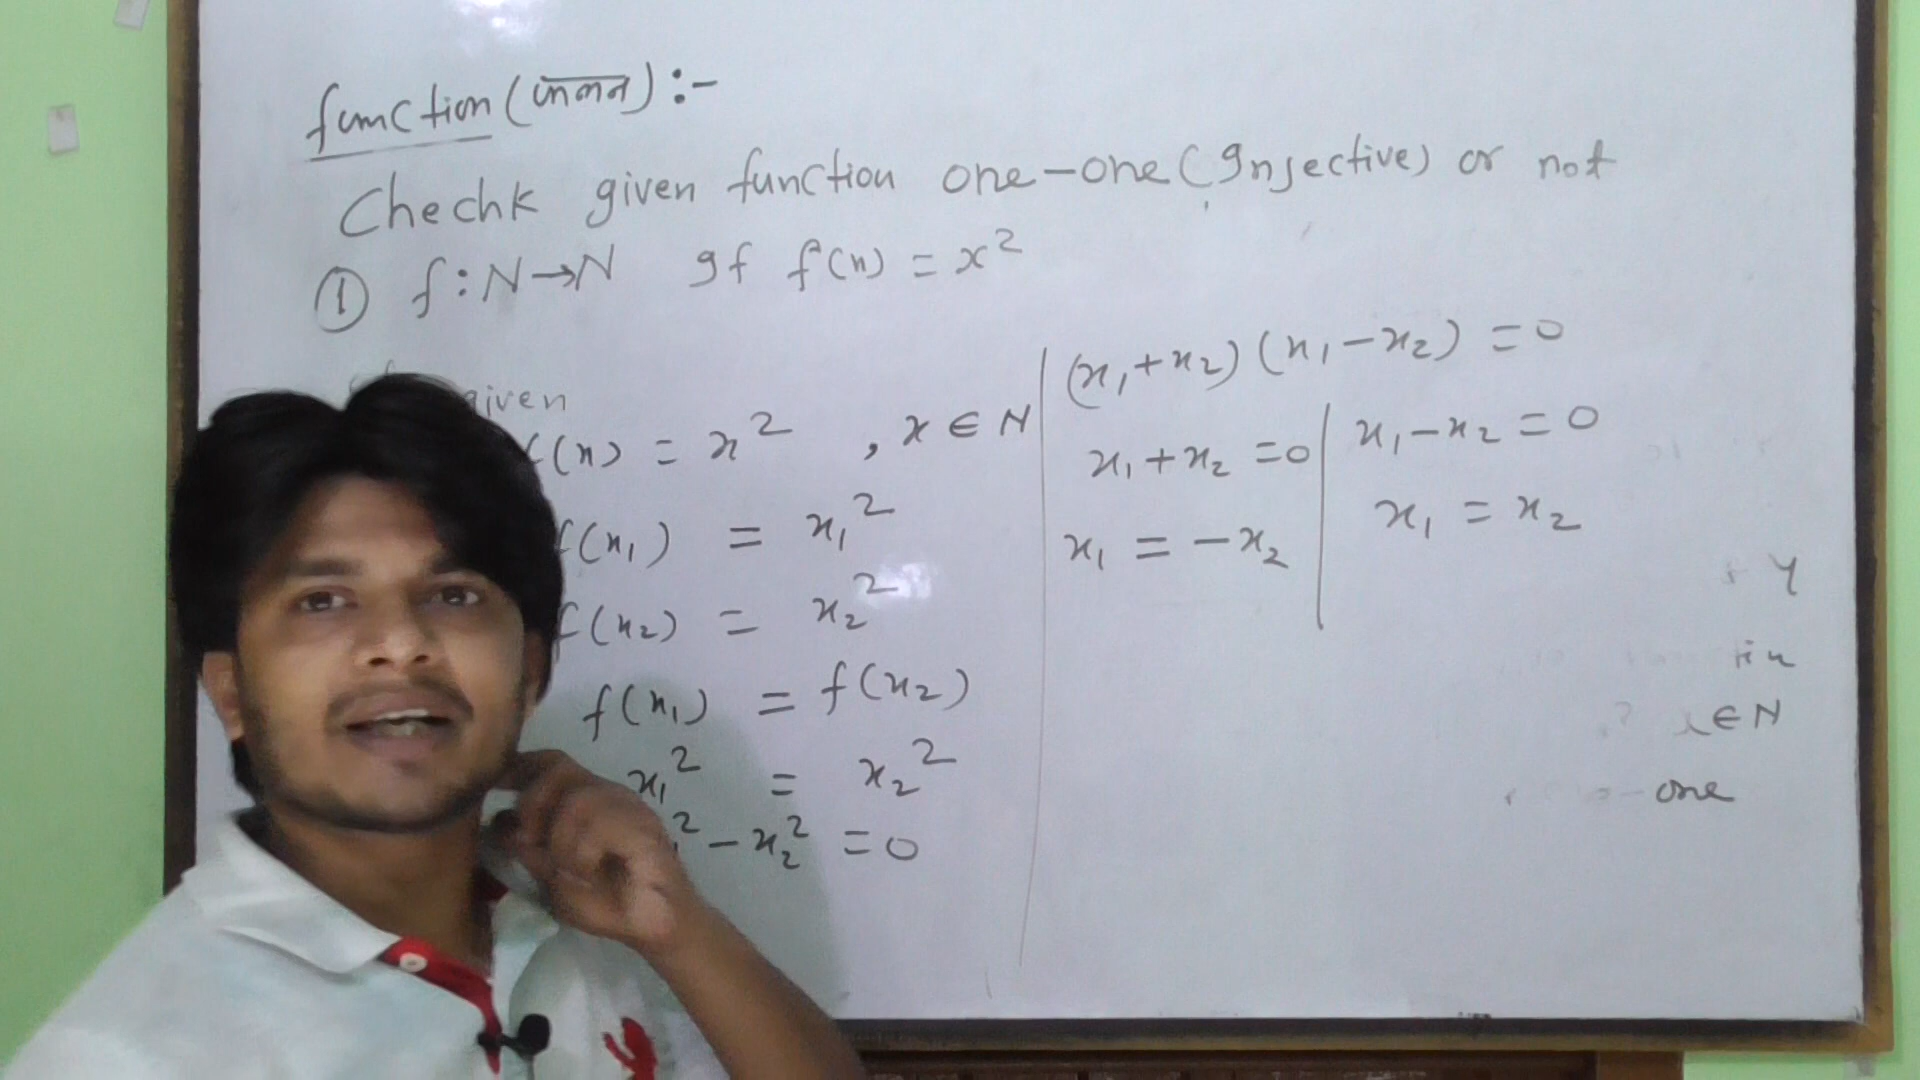 function (फलन) :-
Chechk given function one-one (Injective) or not
① f : N→N If f(x) = x²
given
f(x) = x² , x ∈ N
f(x₁) = x₁²
f(x₂) = x₂²
f(x₁) = f(x₂)
x₁² = x₂²
² - x₂² = 0
(x₁+x₂) (x₁-x₂) = 0
x₁+x₂ = 0
x₁ = -x₂
x₁-x₂ = 0
x₁ = x₂
y
in
x∈N
-one